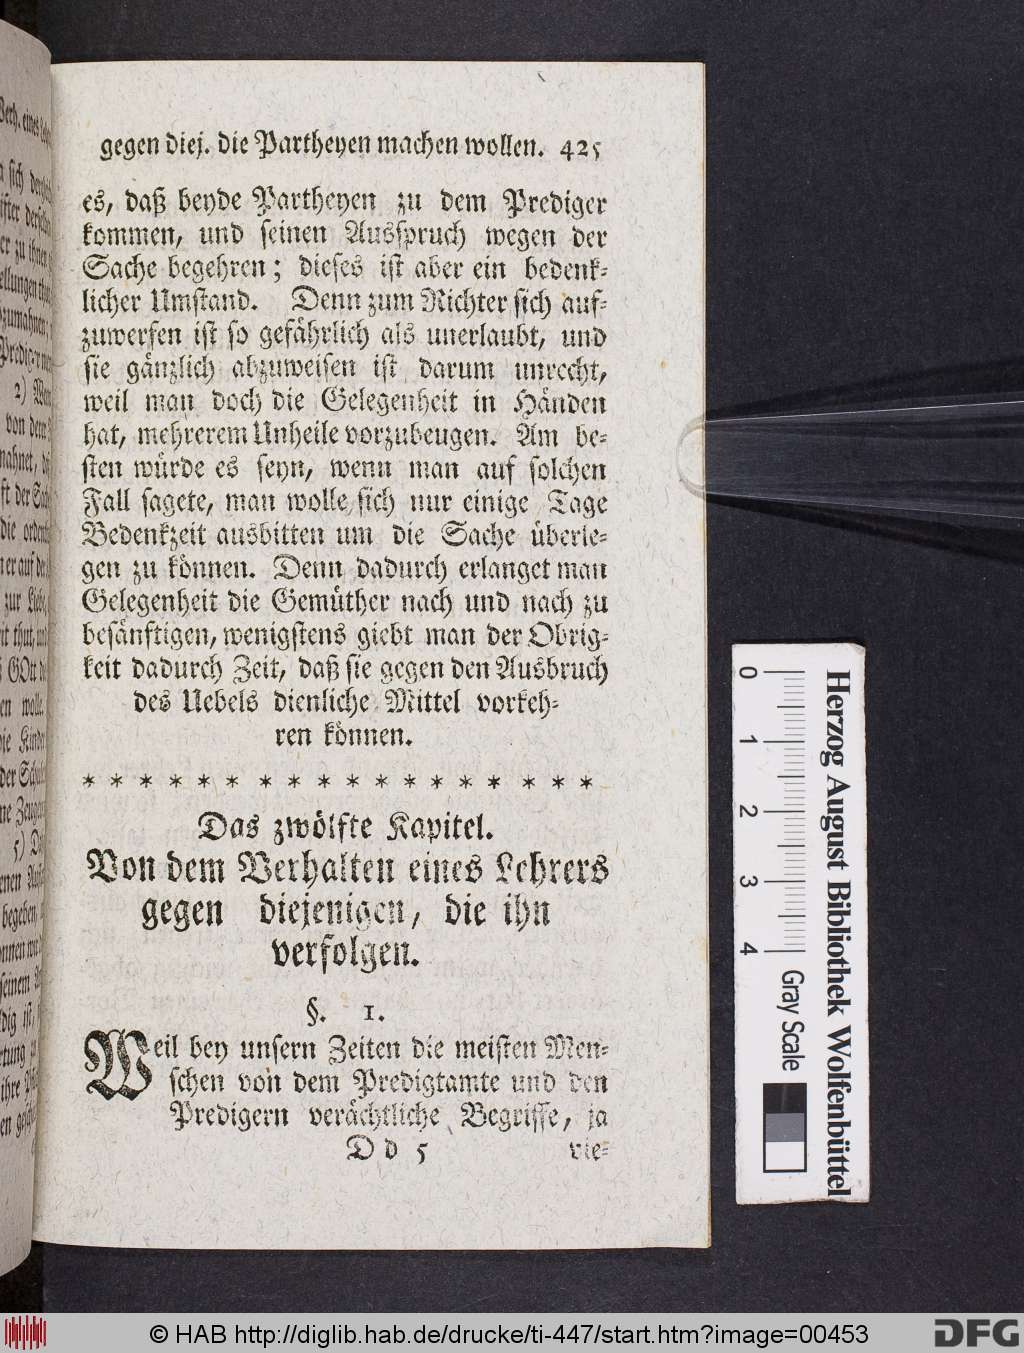 gegen diej. die Partheyen machen wollen. 425
es, daß beyde Partheyen zu dem Prediger
kommen, und seinen Ausspruch wegen der
Sache begehren; dieses ist aber ein bedenk-
licher Umstand. Denn zum Richter sich auf-
zuwerfen ist so gefährlich als unerlaubt, und
sie gänzlich abzuweisen ist darum unrecht,
weil man doch die Gelegenheit in Händen
hat, mehrerem Unheile vorzubeugen. Am be-
sten würde es seyn, wenn man auf solchen
Fall sagete, man wolle sich nur einige Tage
Bedenkzeit ausbitten um die Sache überle-
gen zu können. Denn dadurch erlanget man
Gelegenheit die Gemüther nach und nach zu
besänftigen, wenigstens giebt man der Obrig-
keit dadurch Zeit, daß sie gegen den Ausbruch
des Uebels dienliche Mittel vorkeh-
ren können.
* * * * * * * * * * * * * * * * *
Das zwölfte Kapitel.
Von dem Verhalten eines Lehrers
gegen diejenigen, die ihn
verfolgen.
§. 1.
Weil bey unsern Zeiten die meisten Men-
schen von dem Predigtamte und den
Predigern verächtliche Begriffe, ja
D d 5 vie-
0 1 2 3 4
Herzog August Bibliothek Wolfenbüttel
Gray Scale
© HAB http://diglib.hab.de/drucke/ti-447/start.htm?image=00453
DFG